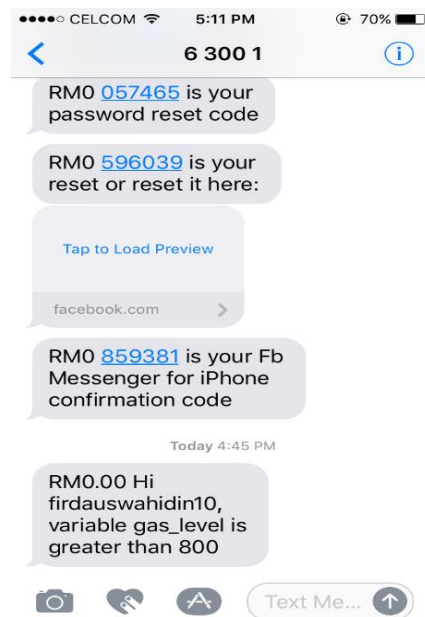 CELCOM 5:11 PM 70%
6 300 1
RM0 057465 is your
password reset code
RM0 596039 is your
reset or reset it here:
Tap to Load Preview
facebook.com
RM0 859381 is your Fb
Messenger for iPhone
confirmation code
Today 4:45 PM
RM0.00 Hi
firdauswahidin10,
variable gas_level is
greater than 800
Text Me...